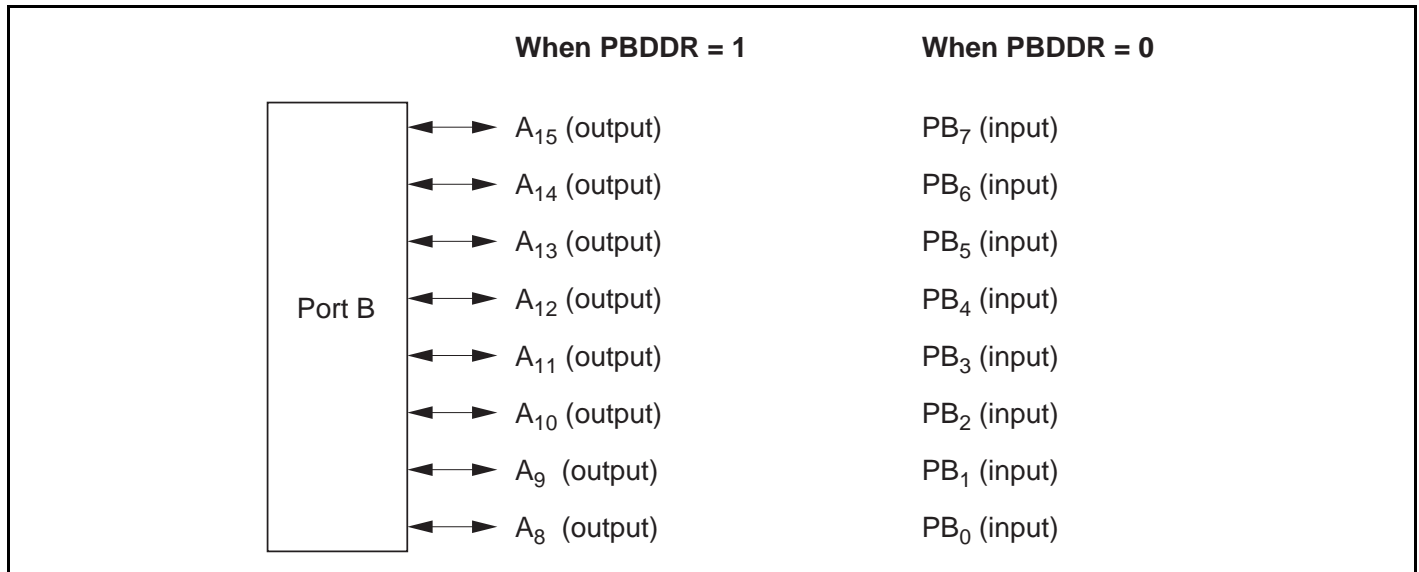 When PBDDR = 1 When PBDDR = 0
A15 (output) PB7 (input)
A14 (output) PB6 (input)
A13 (output) PB5 (input)
Port B A12 (output) PB4 (input)
A11 (output) PB3 (input)
A10 (output) PB2 (input)
A9 (output) PB1 (input)
A8 (output) PB0 (input)